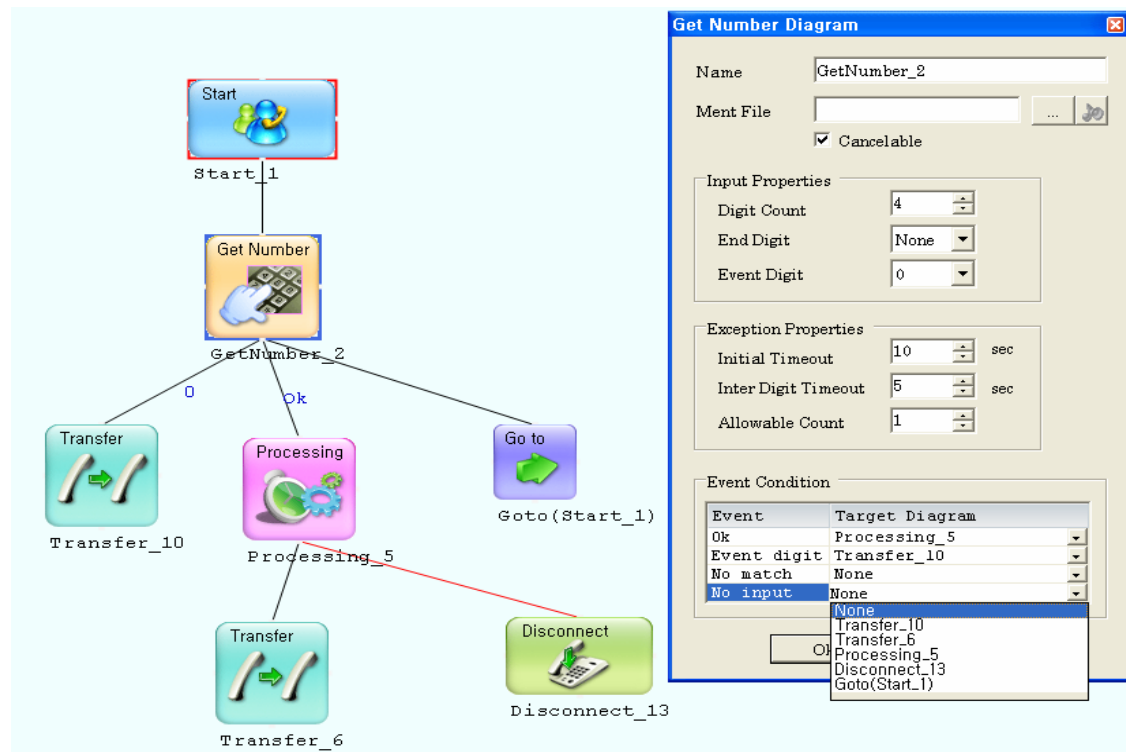 Start
Start_1
Get Number
GetNumber_2
0
Ok
Transfer
Transfer_10
Processing
Processing_5
Go to
Goto(Start_1)
Transfer
Transfer_6
Disconnect
Disconnect_13
Get Number Diagram
Name GetNumber_2
Ment File ...
Cancelable
Input Properties
Digit Count 4
End Digit None
Event Digit 0
Exception Properties
Initial Timeout 10 sec
Inter Digit Timeout 5 sec
Allowable Count 1
Event Condition
Event Target Diagram
Ok Processing_5
Event digit Transfer_10
No match None
No input None
None
Transfer_10
Transfer_6
Processing_5
Disconnect_13
Goto(Start_1)